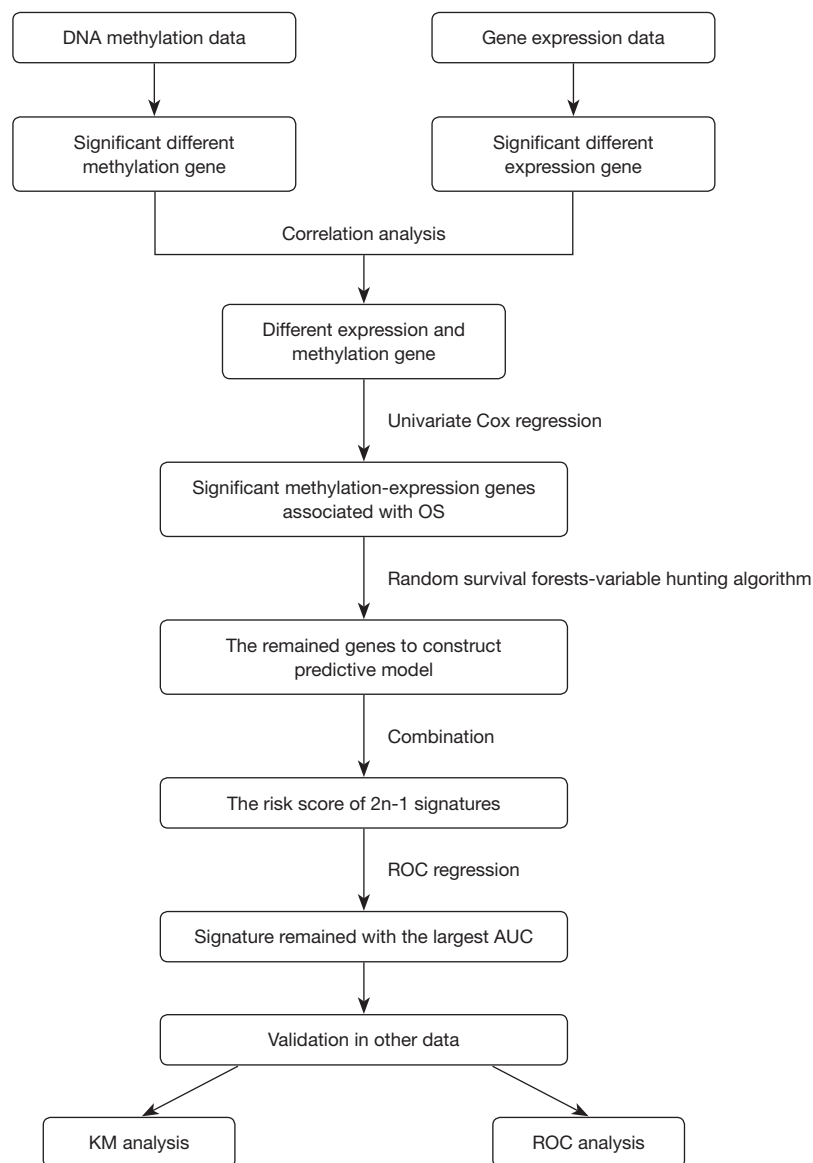 DNA methylation data
Gene expression data
Significant different
methylation gene
Significant different
expression gene
Correlation analysis
Different expression and
methylation gene
Univariate Cox regression
Significant methylation-expression genes
associated with OS
Random survival forests-variable hunting algorithm
The remained genes to construct
predictive model
Combination
The risk score of 2n-1 signatures
ROC regression
Signature remained with the largest AUC
Validation in other data
KM analysis
ROC analysis